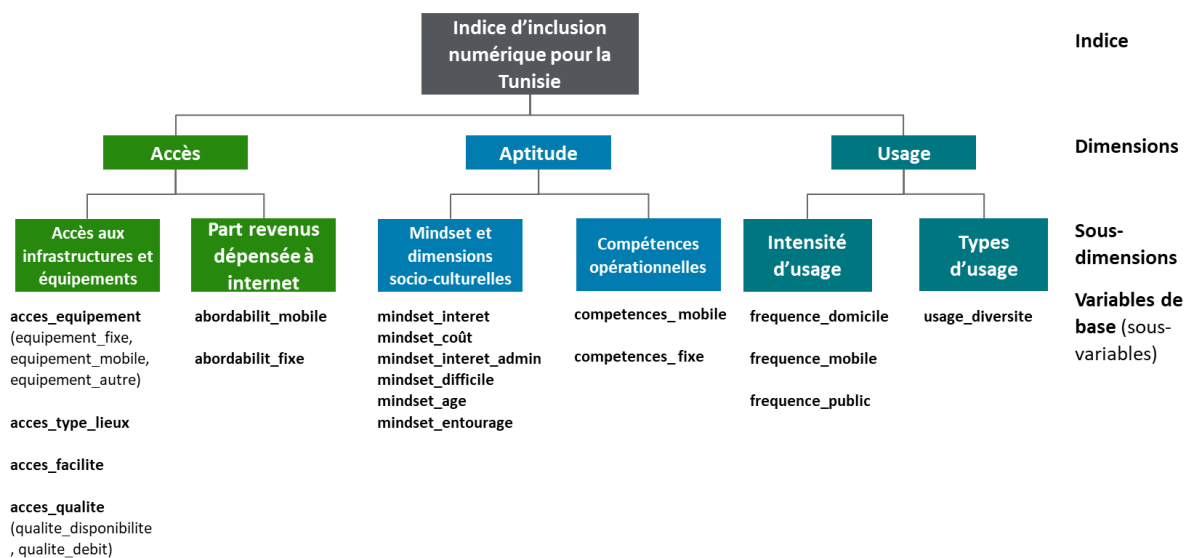 Indice d'inclusion
numérique pour la
Tunisie
Indice
Accès
Aptitude
Usage
Dimensions
Accès aux
infrastructures et
équipements
Part revenus
dépensée à
internet
Mindset et
dimensions
socio-culturelles
Compétences
opérationnelles
Intensité
d'usage
Types
d'usage
Sous-
dimensions
acces_equipement
(equipement_fixe,
equipement_mobile,
equipement_autre)
acces_type_lieux
acces_facilite
acces_qualite
(qualite_disponibilite
, qualite_debit)
abordabilit_mobile
abordabilit_fixe
mindset_interet
mindset_coût
mindset_interet_admin
mindset_difficile
mindset_age
mindset_entourage
competences_ mobile
competences_ fixe
frequence_domicile
frequence_mobile
frequence_public
usage_diversite
Variables de
base (sous-
variables)